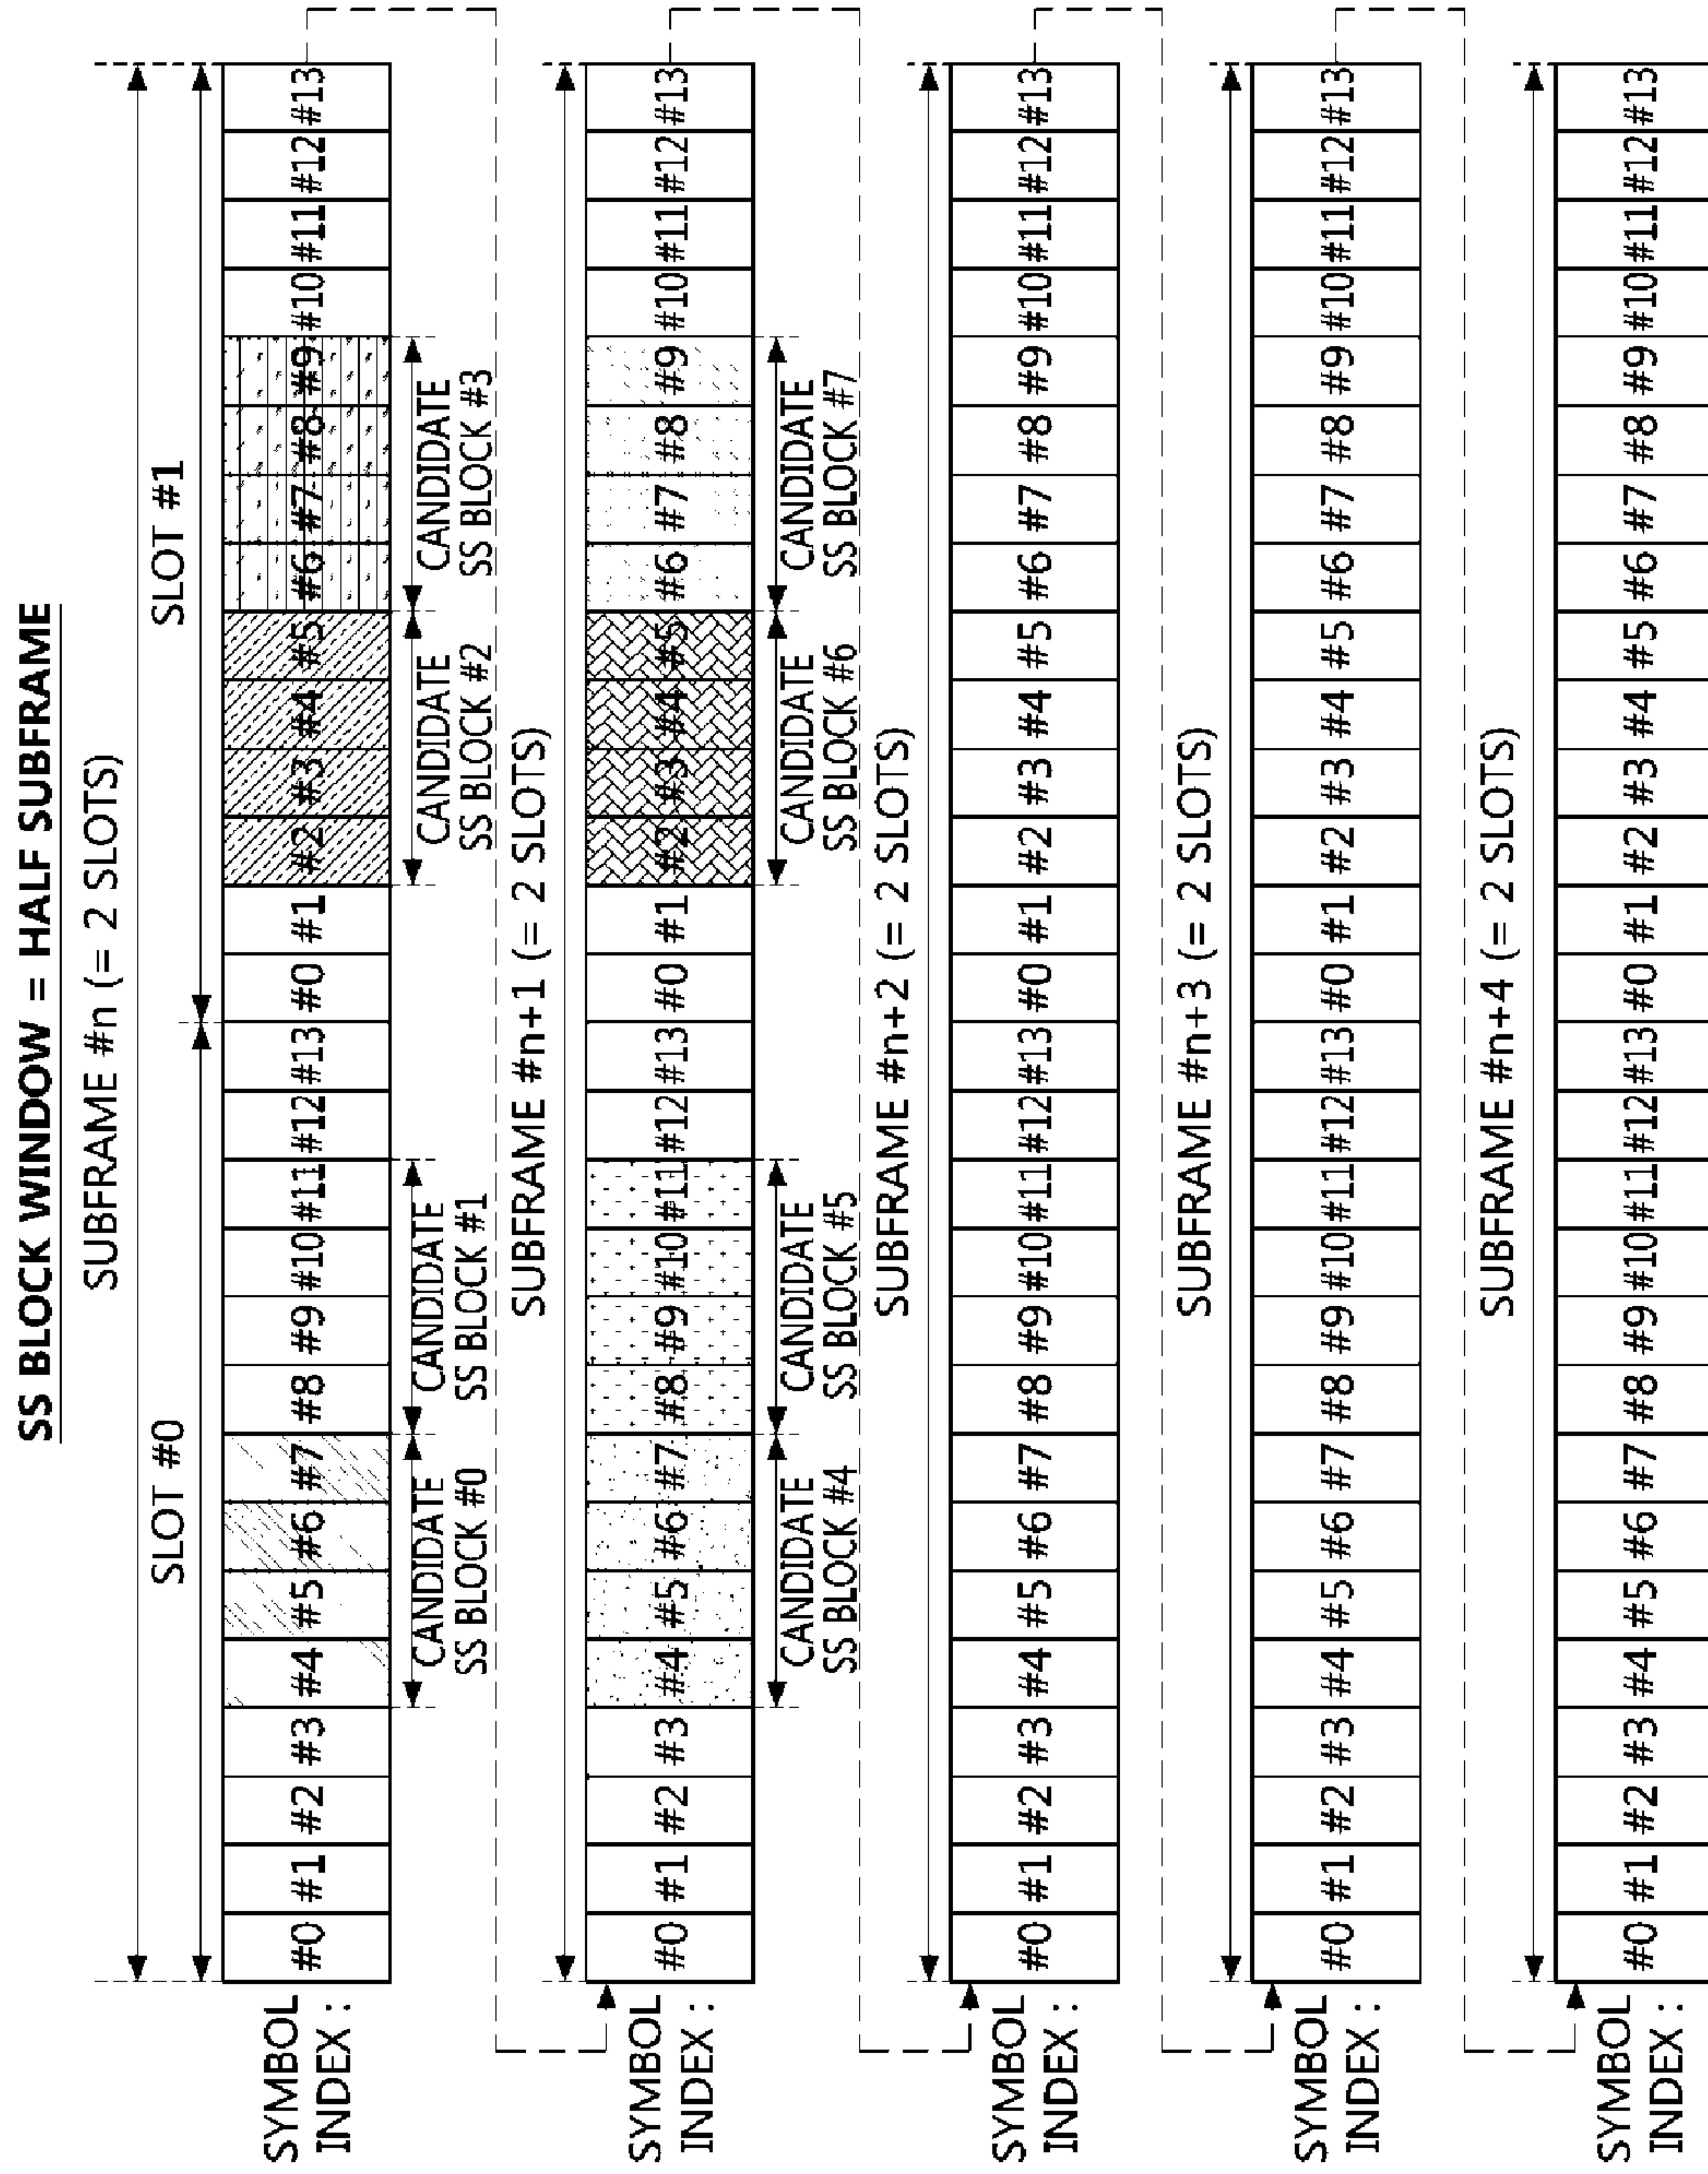 SS BLOCK WINDOW = HALF SUBFRAME
SUBFRAME #n (= 2 SLOTS)
SLOT #0 SLOT #1
SYMBOL INDEX : #0 #1 #2 #3 #4 #5 #6 #7 #8 #9 #10 #11 #12 #13 #0 #1 #2 #3 #4 #5 #6 #7 #8 #9 #10 #11 #12 #13
CANDIDATE SS BLOCK #0 CANDIDATE SS BLOCK #1 CANDIDATE SS BLOCK #2 CANDIDATE SS BLOCK #3
SUBFRAME #n+1 (= 2 SLOTS)
SYMBOL INDEX : #0 #1 #2 #3 #4 #5 #6 #7 #8 #9 #10 #11 #12 #13 #0 #1 #2 #3 #4 #5 #6 #7 #8 #9 #10 #11 #12 #13
CANDIDATE SS BLOCK #4 CANDIDATE SS BLOCK #5 CANDIDATE SS BLOCK #6 CANDIDATE SS BLOCK #7
SUBFRAME #n+2 (= 2 SLOTS)
SYMBOL INDEX : #0 #1 #2 #3 #4 #5 #6 #7 #8 #9 #10 #11 #12 #13 #0 #1 #2 #3 #4 #5 #6 #7 #8 #9 #10 #11 #12 #13
SUBFRAME #n+3 (= 2 SLOTS)
SYMBOL INDEX : #0 #1 #2 #3 #4 #5 #6 #7 #8 #9 #10 #11 #12 #13 #0 #1 #2 #3 #4 #5 #6 #7 #8 #9 #10 #11 #12 #13
SUBFRAME #n+4 (= 2 SLOTS)
SYMBOL INDEX : #0 #1 #2 #3 #4 #5 #6 #7 #8 #9 #10 #11 #12 #13 #0 #1 #2 #3 #4 #5 #6 #7 #8 #9 #10 #11 #12 #13